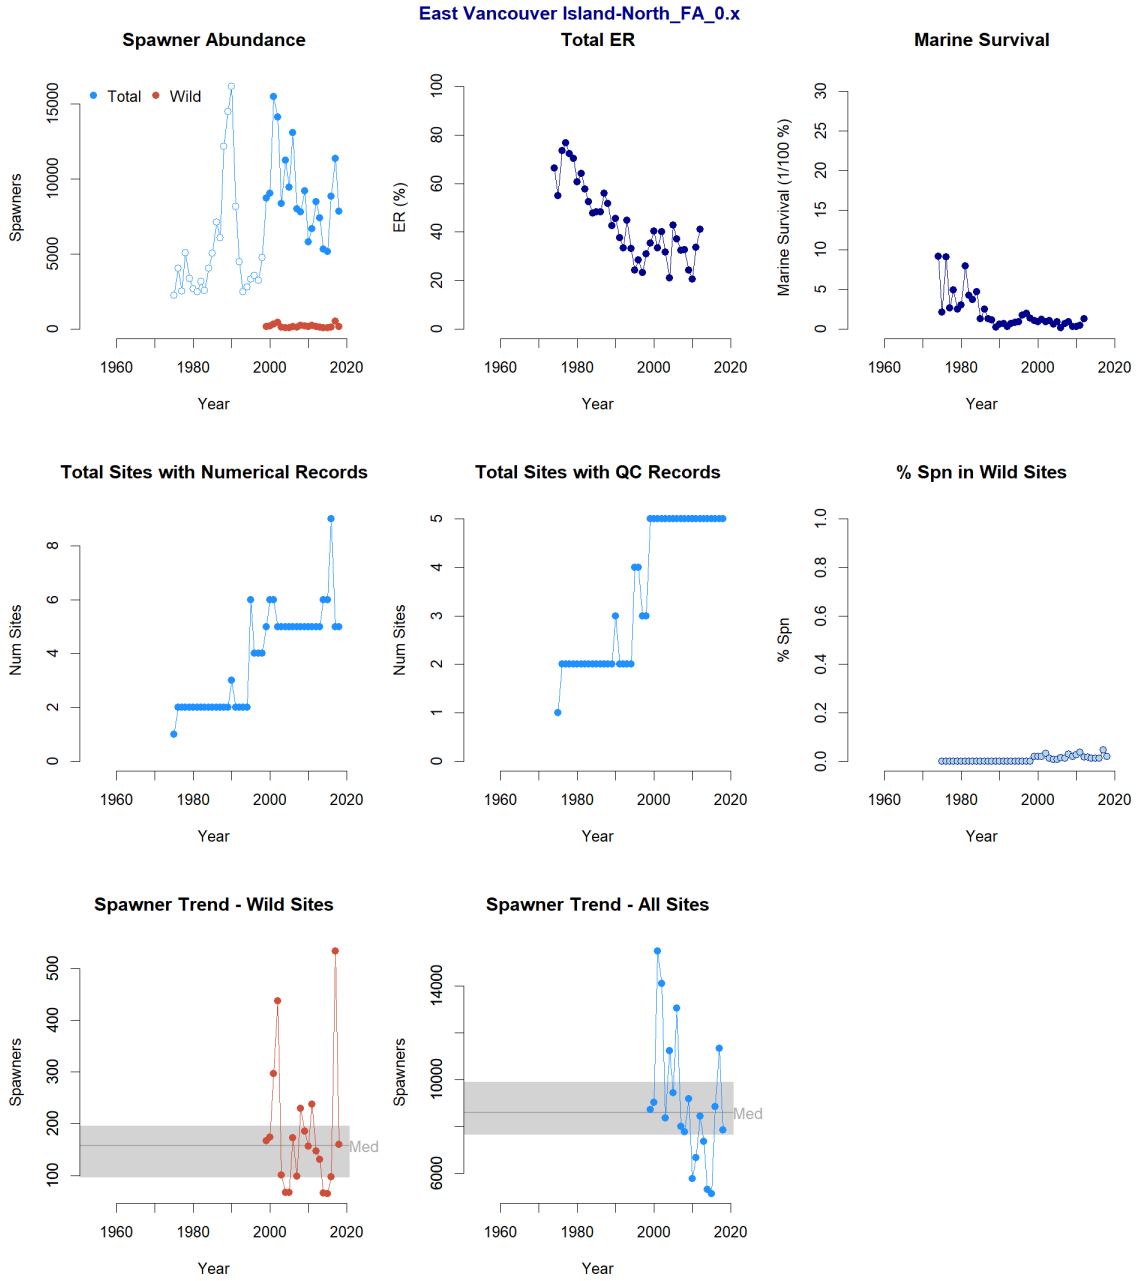 East Vancouver Island-North_FA_0.x
Spawner Abundance
Total ER
Marine Survival
Spawners
0
5000
10000
15000
Total
Wild
1960
1980
2000
2020
Year
ER (%)
0
20
40
60
80
100
1960
1980
2000
2020
Year
Marine Survival (1/100 %)
0
5
10
15
20
25
30
1960
1980
2000
2020
Year
Total Sites with Numerical Records
Total Sites with QC Records
% Spn in Wild Sites
Num Sites
0
2
4
6
8
1960
1980
2000
2020
Year
Num Sites
0
1
2
3
4
5
1960
1980
2000
2020
Year
% Spn
0.0
0.2
0.4
0.6
0.8
1.0
1960
1980
2000
2020
Year
Spawner Trend - Wild Sites
Spawner Trend - All Sites
Spawners
100
200
300
400
500
Med
1960
1980
2000
2020
Year
Spawners
6000
10000
14000
Med
1960
1980
2000
2020
Year